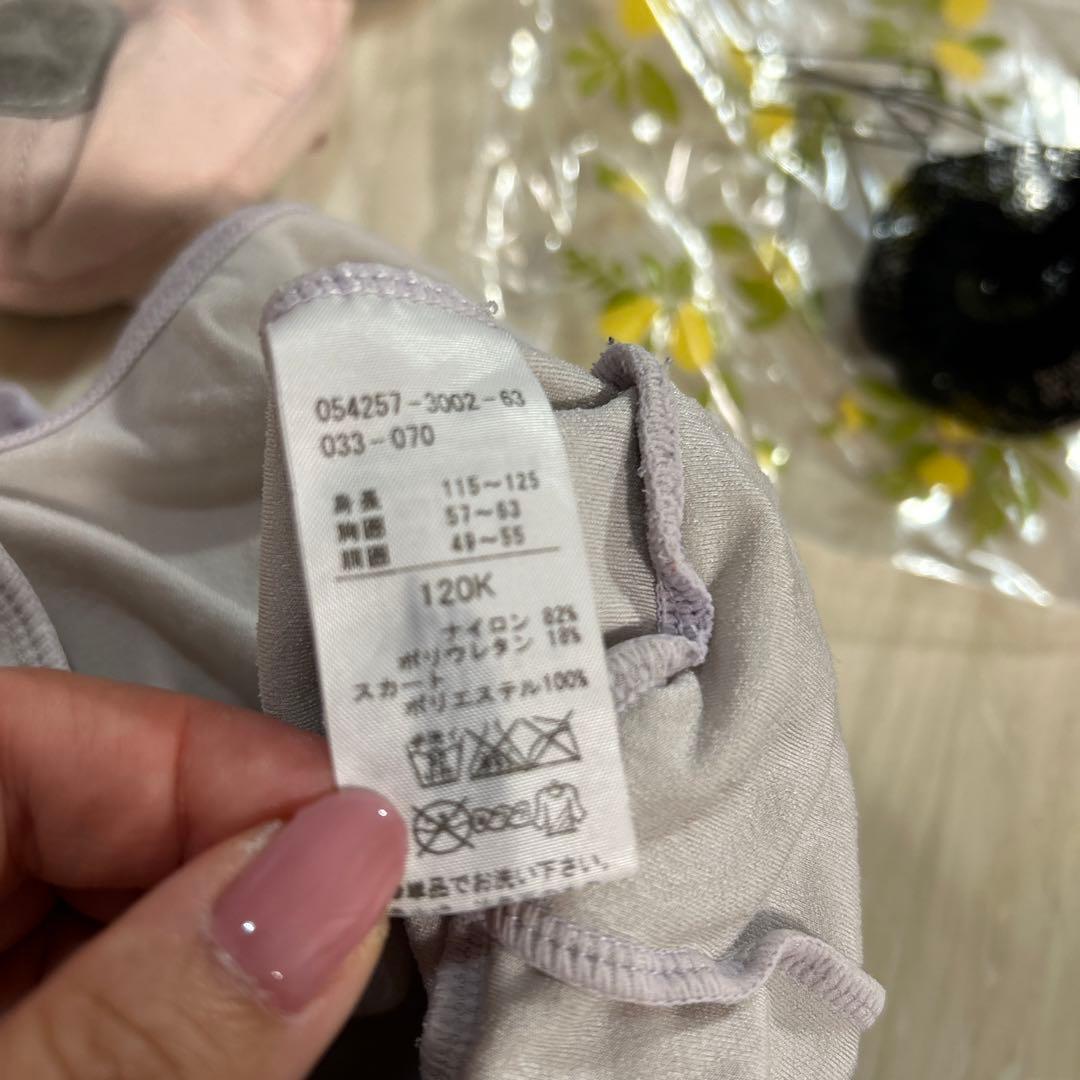 054257-3002-63
033-070
身長 115～125
胸囲 57～63
胴囲 49～55
120K
ナイロン 82%
ポリウレタン 18%
スカート
ポリエステル100%
単品でお洗い下さい。